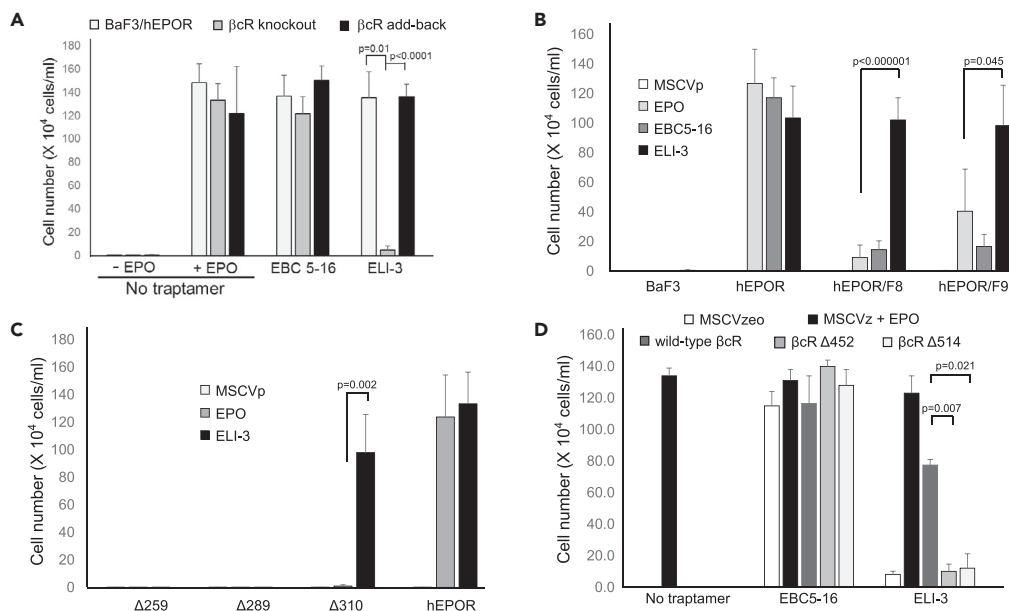 A
BaF3/hEPOR βcR knockout βcR add-back
Cell number (X 10⁴ cells/ml)
180
160
140
120
100
80
60
40
20
0
p=0.01
p<0.0001
- EPO + EPO EBC 5-16 ELI-3
No traptamer
B
Cell number (X 10⁴ cells/ml)
160
140
120
100
80
60
40
20
0
MSCVp
EPO
EBC5-16
ELI-3
p<0.000001
p=0.045
BaF3 hEPOR hEPOR/F8 hEPOR/F9
C
Cell number (X 10⁴ cells/ml)
180
160
140
120
100
80
60
40
20
0
MSCVp
EPO
ELI-3
p=0.002
Δ259 Δ289 Δ310 hEPOR
D
MSCVzeo MSCVz + EPO
wild-type βcR βcR Δ452 βcR Δ514
Cell number (X 10⁴ cells/ml)
160.0
140.0
120.0
100.0
80.0
60.0
40.0
20.0
0.0
p=0.021
p=0.007
No traptamer EBC5-16 ELI-3